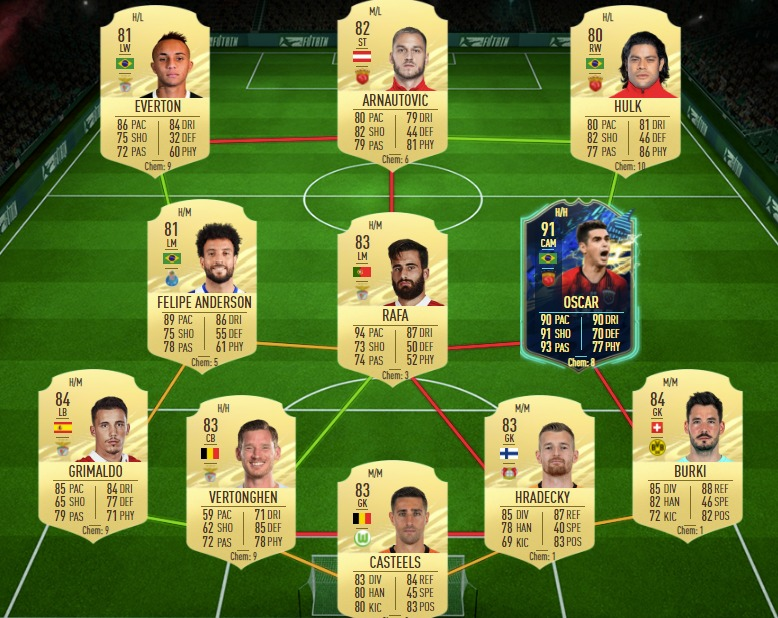 H/L
81
LW
EVERTON
86 PAC 84 DRI
75 SHO 32 DEF
72 PAS 60 PHY
Chem: 9
M/L
82
ST
ARNAUTOVIC
80 PAC 79 DRI
82 SHO 44 DEF
79 PAS 81 PHY
Chem: 6
H/L
80
RW
HULK
80 PAC 81 DRI
82 SHO 46 DEF
77 PAS 86 PHY
Chem: 10
H/M
81
LM
FELIPE ANDERSON
89 PAC 86 DRI
75 SHO 55 DEF
78 PAS 61 PHY
Chem: 5
H/M
83
LM
RAFA
94 PAC 87 DRI
73 SHO 50 DEF
74 PAS 52 PHY
Chem: 3
H/H
91
CAM
OSCAR
90 PAC 90 DRI
91 SHO 70 DEF
93 PAS 77 PHY
Chem: 8
H/M
84
LB
GRIMALDO
85 PAC 84 DRI
65 SHO 77 DEF
79 PAS 71 PHY
Chem: 9
H/H
83
CB
VERTONGHEN
59 PAC 71 DRI
62 SHO 85 DEF
72 PAS 78 PHY
Chem: 9
M/M
83
GK
CASTEELS
83 DIV 84 REF
80 HAN 45 SPE
80 KIC 83 POS
M/M
83
GK
HRADECKY
85 DIV 87 REF
78 HAN 40 SPE
69 KIC 83 POS
Chem: 1
M/M
84
GK
BURKI
85 DIV 88 REF
82 HAN 46 SPE
72 KIC 82 POS
Chem: 1